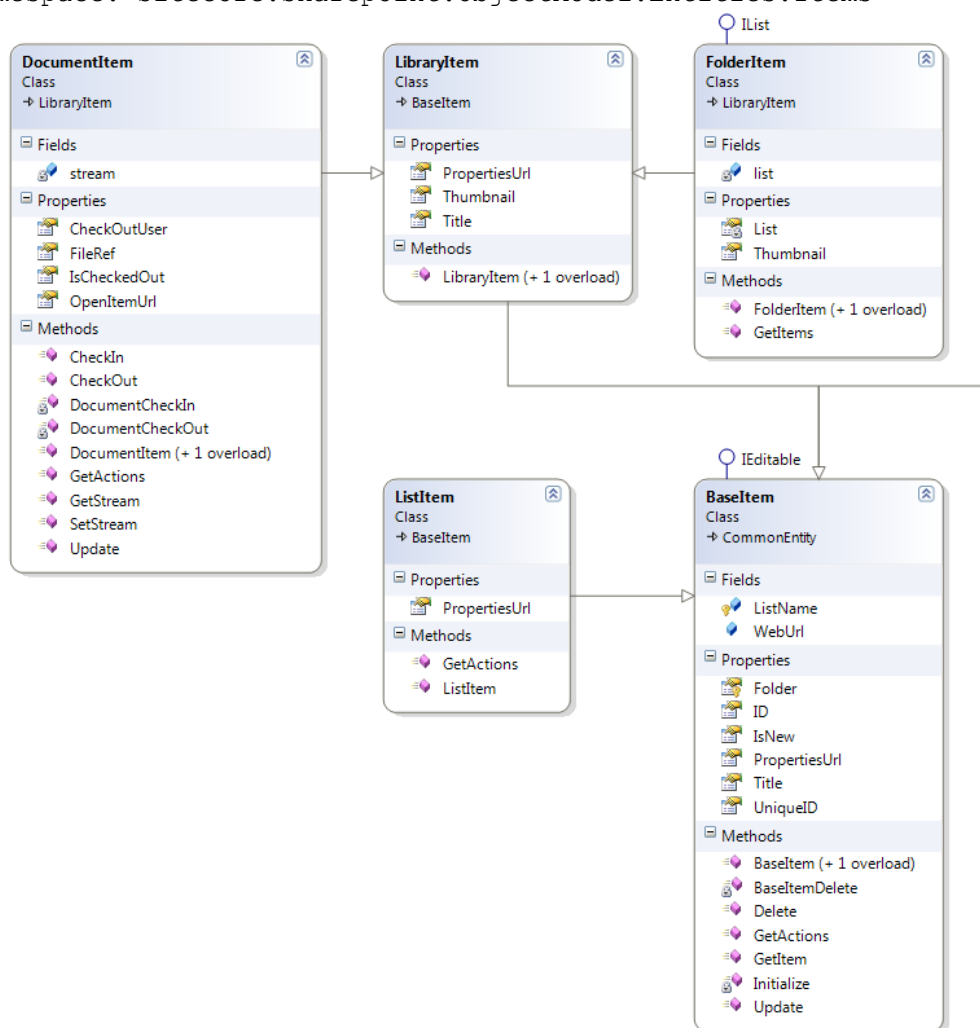 IList
DocumentItem
Class
LibraryItem
Fields
stream
Properties
CheckOutUser
FileRef
IsCheckedOut
OpenItemUrl
Methods
CheckIn
CheckOut
DocumentCheckIn
DocumentCheckOut
DocumentItem (+ 1 overload)
GetActions
GetStream
SetStream
Update
LibraryItem
Class
BaseItem
Properties
PropertiesUrl
Thumbnail
Title
Methods
LibraryItem (+ 1 overload)
FolderItem
Class
LibraryItem
Fields
list
Properties
List
Thumbnail
Methods
FolderItem (+ 1 overload)
GetItems
ListItem
Class
BaseItem
Properties
PropertiesUrl
Methods
GetActions
ListItem
IEditable
BaseItem
Class
CommonEntity
Fields
ListName
WebUrl
Properties
Folder
ID
IsNew
PropertiesUrl
Title
UniqueID
Methods
BaseItem (+ 1 overload)
BaseItemDelete
Delete
GetActions
GetItem
Initialize
Update